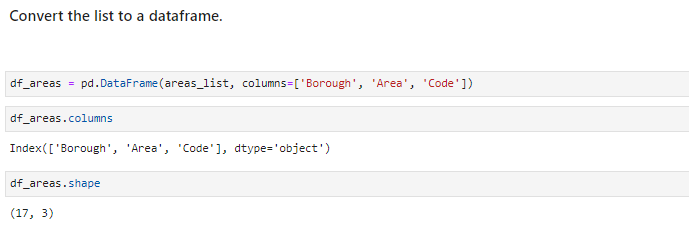 Convert the list to a dataframe.
df_areas = pd.DataFrame(areas_list, columns=['Borough', 'Area', 'Code'])
df_areas.columns
Index(['Borough', 'Area', 'Code'], dtype='object')
df_areas.shape
(17, 3)